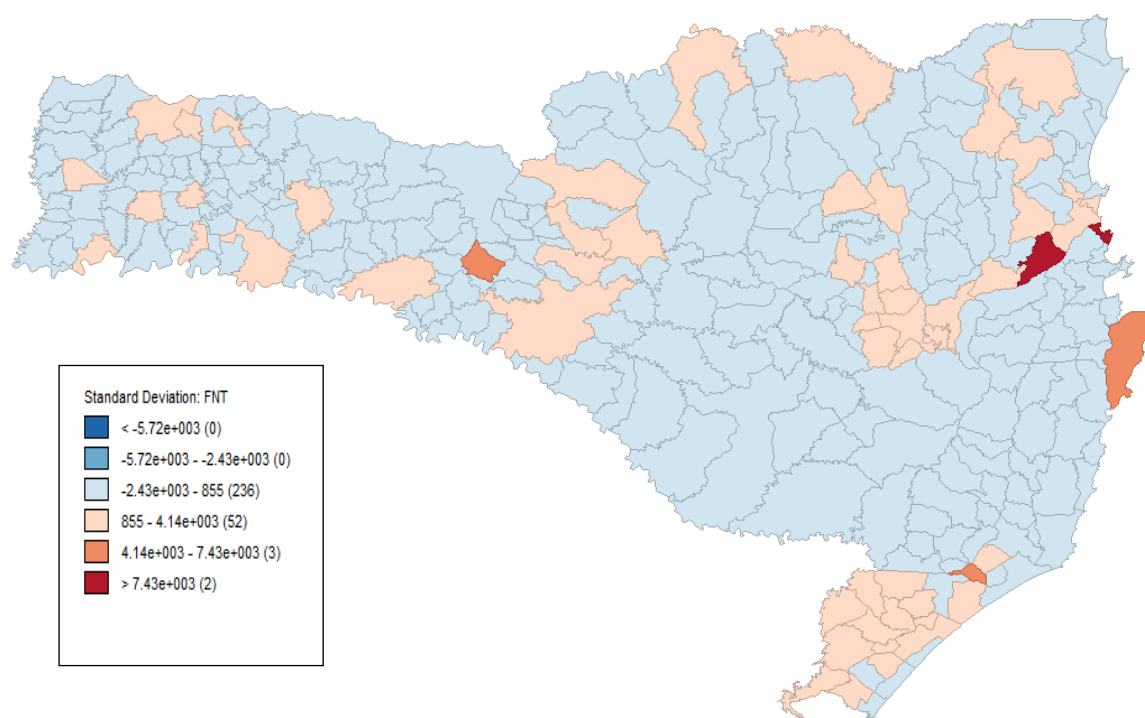 Standard Deviation: FNT
< -5.72e+003 (0)
-5.72e+003 - -2.43e+003 (0)
-2.43e+003 - 855 (236)
855 - 4.14e+003 (52)
4.14e+003 - 7.43e+003 (3)
> 7.43e+003 (2)